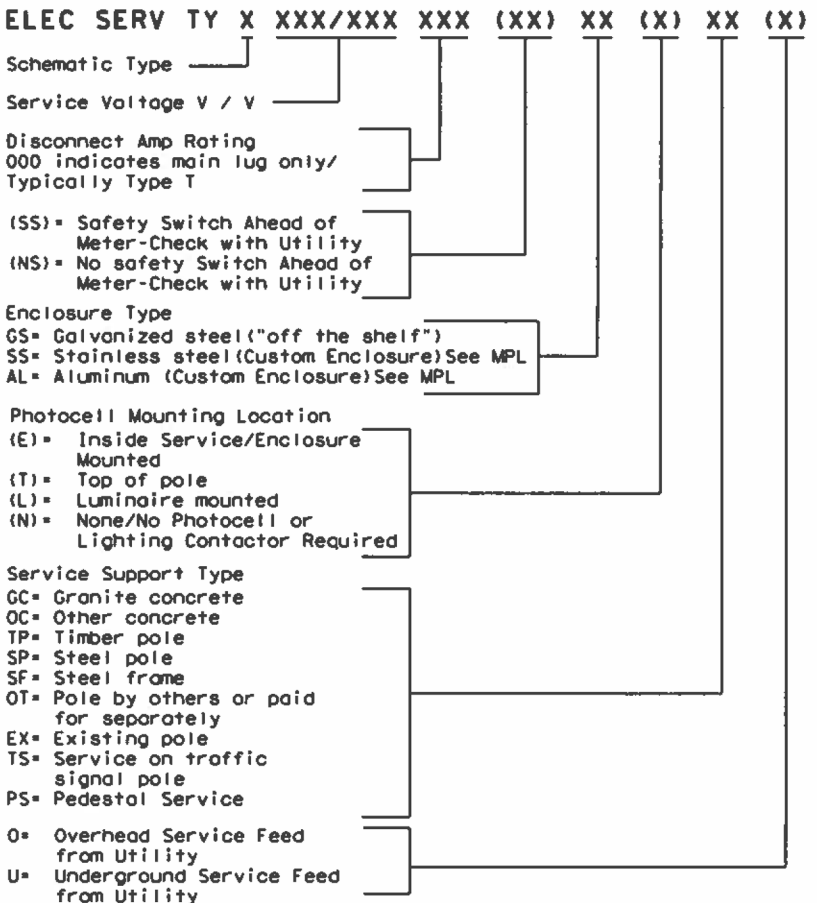 ELEC SERV TY X XXX/XXX XXX (XX) XX (X) XX (X)
Schematic Type
Service Voltage V / V
Disconnect Amp Rating
000 indicates main lug only/
Typically Type T
(SS)= Safety Switch Ahead of
Meter-Check with Utility
(NS)= No safety Switch Ahead of
Meter-Check with Utility
Enclosure Type
GS= Galvanized steel("off the shelf")
SS= Stainless steel(Custom Enclosure)See MPL
AL= Aluminum (Custom Enclosure)See MPL
Photocell Mounting Location
(E)= Inside Service/Enclosure
Mounted
(T)= Top of pole
(L)= Luminaire mounted
(N)= None/No Photocell or
Lighting Contactor Required
Service Support Type
GC= Granite concrete
OC= Other concrete
TP= Timber pole
SP= Steel pole
SF= Steel frame
OT= Pole by others or paid
for separately
EX= Existing pole
TS= Service on traffic
signal pole
PS= Pedestal Service
O= Overhead Service Feed
from Utility
U= Underground Service Feed
from Utility